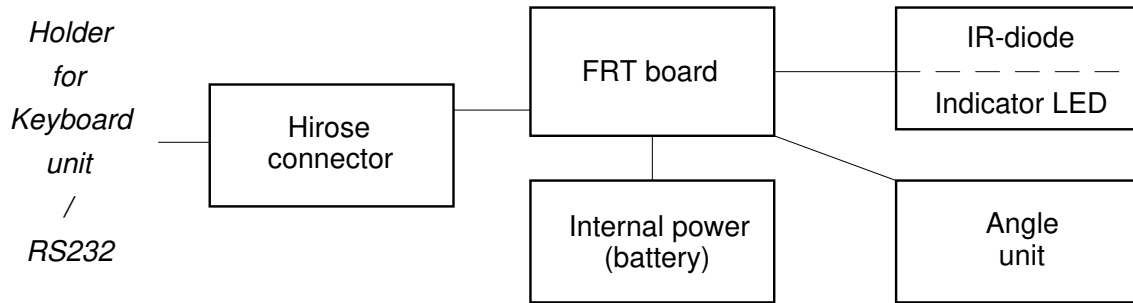 Holder
for
Keyboard
unit
/
RS232
Hirose
connector
FRT board
Internal power
(battery)
IR-diode
Indicator LED
Angle
unit